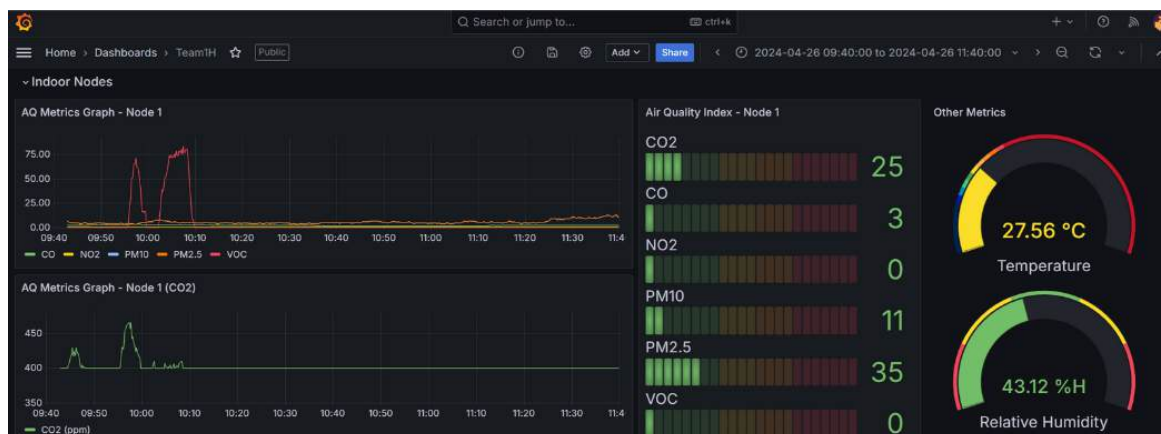 Search or jump to... ctrl+k
Home › Dashboards › Team1H Public Add Share 2024-04-26 09:40:00 to 2024-04-26 11:40:00
Indoor Nodes
AQ Metrics Graph - Node 1
75.00
50.00
25.00
0.00
09:40 09:50 10:00 10:10 10:20 10:30 10:40 10:50 11:00 11:10 11:20 11:30 11:4
CO NO2 PM10 PM2.5 VOC
AQ Metrics Graph - Node 1 (CO2)
450
400
350
09:40 09:50 10:00 10:10 10:20 10:30 10:40 10:50 11:00 11:10 11:20 11:30 11:4
CO2 (ppm)
Air Quality Index - Node 1
CO2
25
CO
3
NO2
0
PM10
11
PM2.5
35
VOC
0
Other Metrics
27.56 °C
Temperature
43.12 %H
Relative Humidity